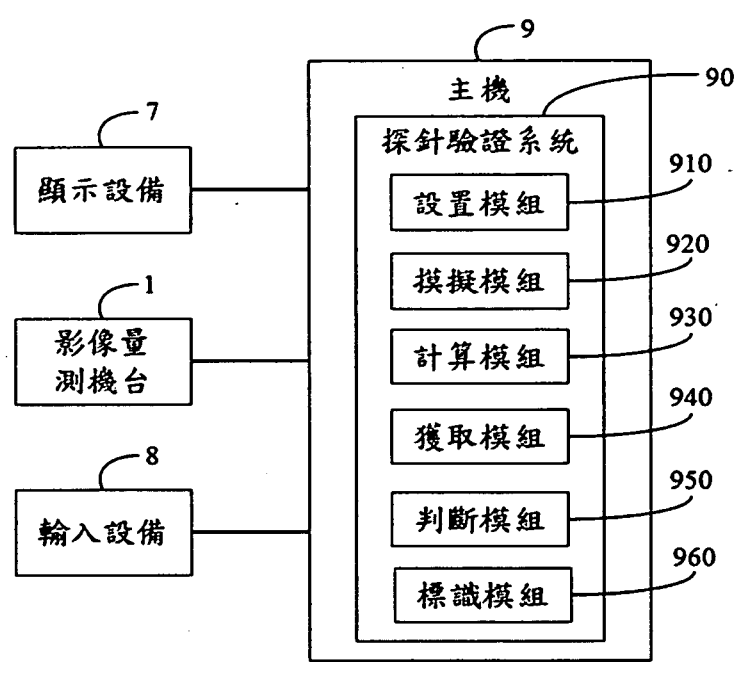 9
主機
90
探針驗證系統
7
顯示設備
910
設置模組
920
摸擬模組
1
影像量
測機台
930
計算模組
940
獲取模組
8
輸入設備
950
判斷模組
960
標識模組